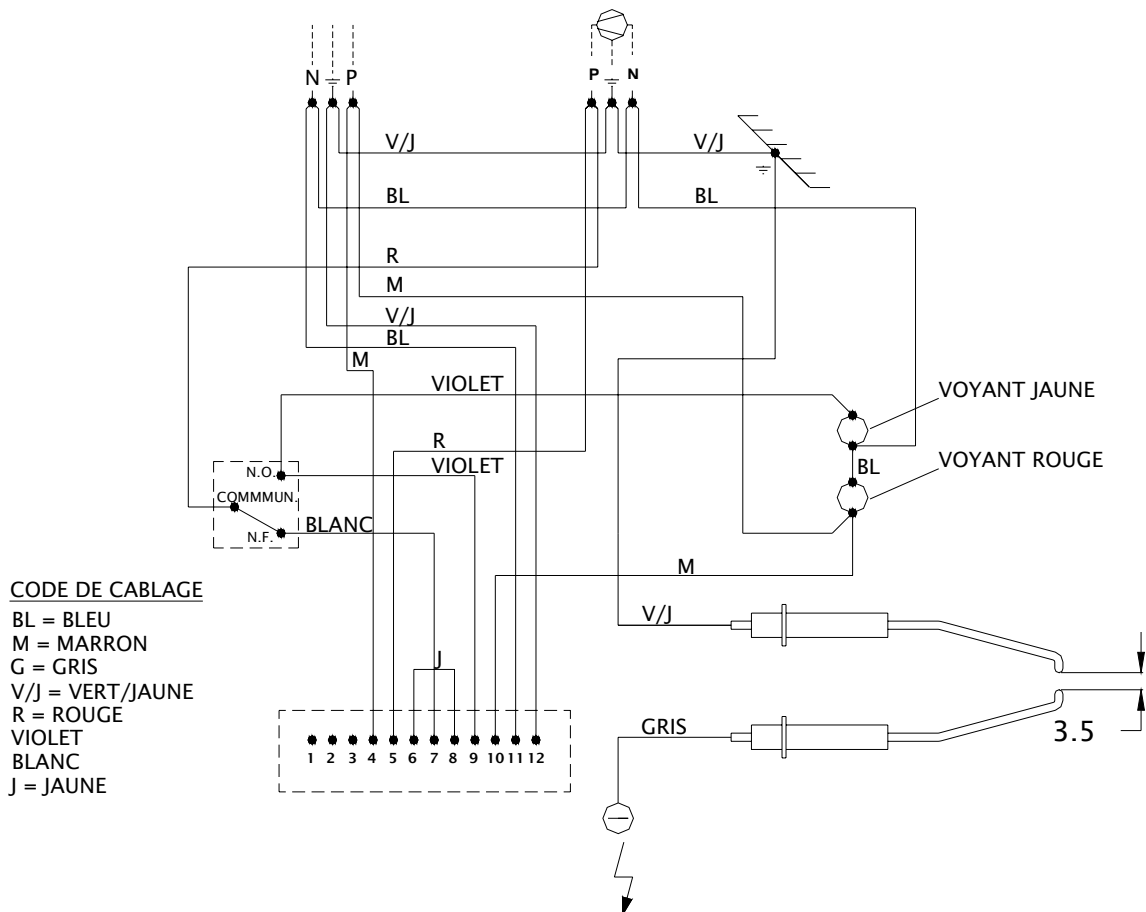 N P
P N
V/J V/J
BL BL
R
M
V/J
BL
M
VIOLET
VOYANT JAUNE
R
VIOLET
BL
VOYANT ROUGE
N.O.
COMMMUN.
N.F.
BLANC
M
CODE DE CABLAGE
BL = BLEU
M = MARRON
G = GRIS
V/J = VERT/JAUNE
R = ROUGE
VIOLET
BLANC
J = JAUNE
V/J
J
GRIS
3.5
1 2 3 4 5 6 7 8 9 10 11 12